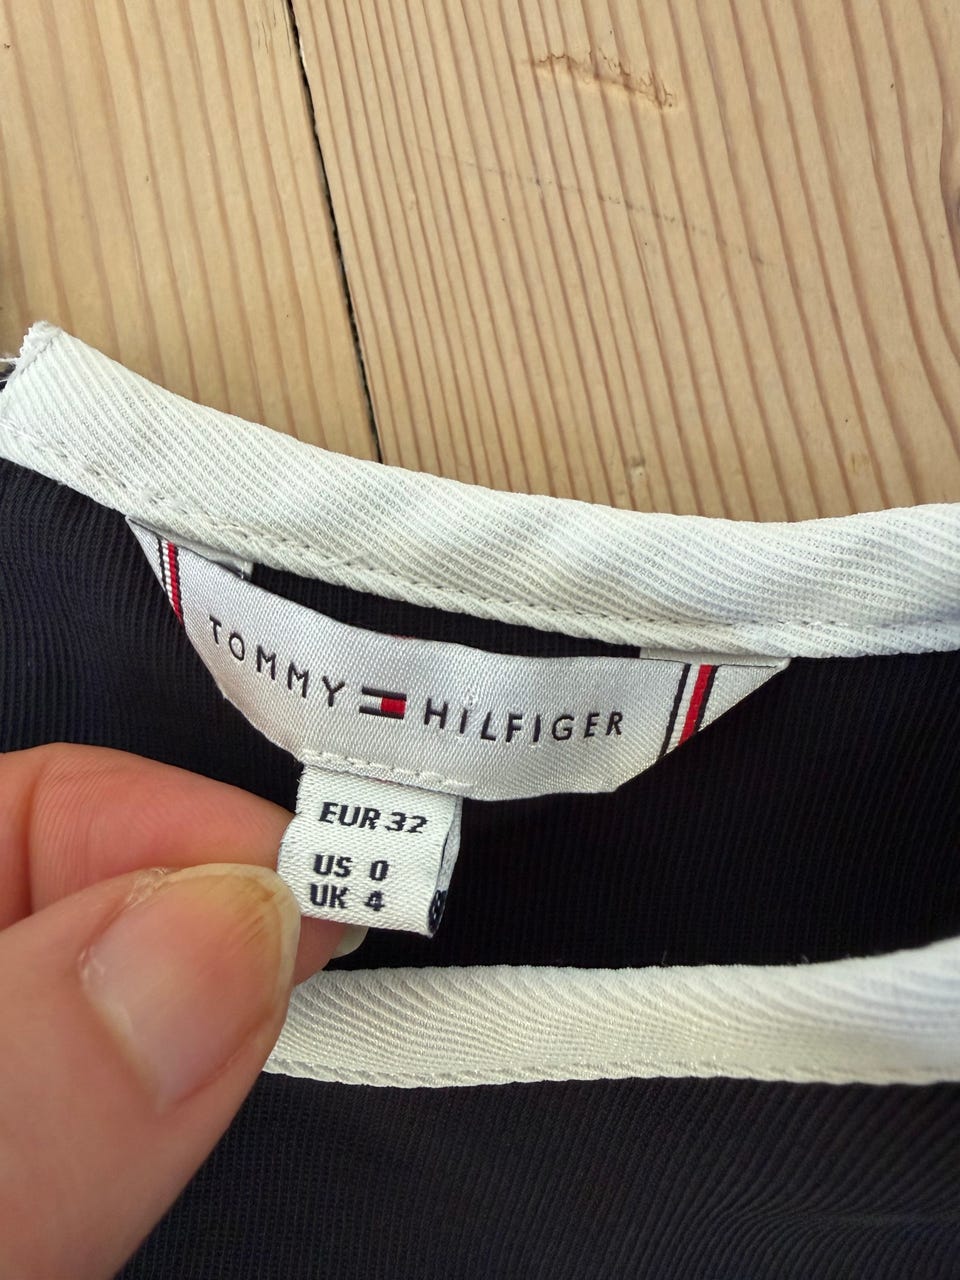 TOMMY HILFIGER
EUR 32
US 0
UK 4